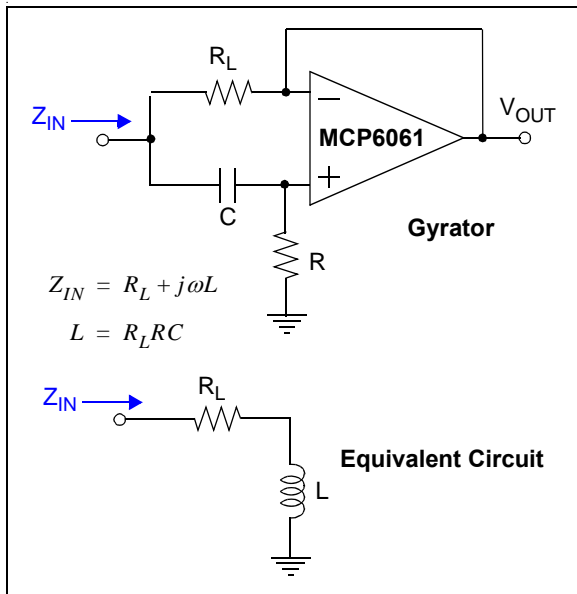 R_L
Z_IN
−
V_OUT
MCP6061
+
C
Gyrator
R
Z_IN = R_L + jωL
L = R_L RC
R_L
Z_IN
Equivalent Circuit
L